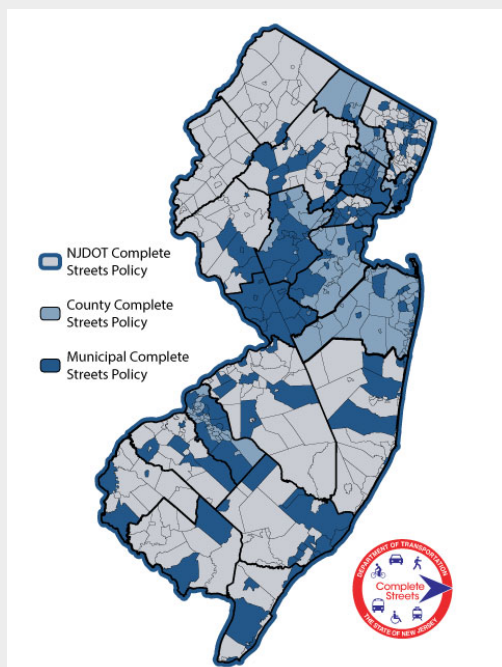 NJDOT Complete
Streets Policy
County Complete
Streets Policy
Municipal Complete
Streets Policy
DEPARTMENT OF TRANSPORTATION
Complete
Streets
THE STATE OF NEW JERSEY